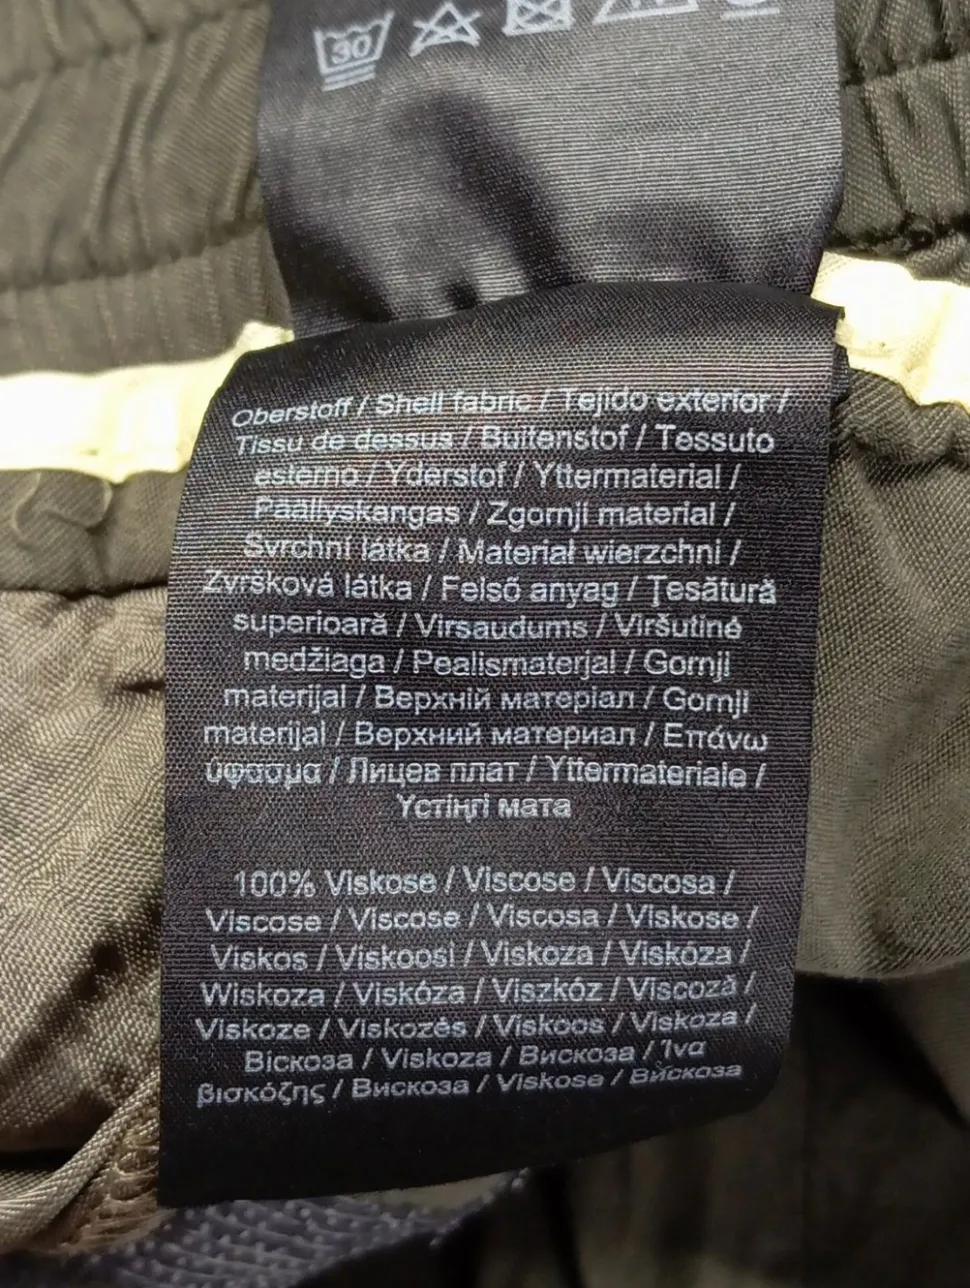 30
Oberstoff / Shell fabric / Tejido exterior /
Tissu de dessus / Buitenstof / Tessuto
esterno / Yderstof / Yttermaterial /
Päällyskangas / Zgornji material /
Svrchní látka / Materiał wierzchni /
Zvršková látka / Felső anyag / Ţesătură
superioară / Virsaudums / Viršutinė
medžiaga / Pealismaterjal / Gornji
materijal / Верхній матеріал / Gornji
materijal / Верхний материал / Επάνω
ύφασμα / Лицев плат / Yttermateriale /
Үстіңгі мата
100% Viskose / Viscose / Viscosa /
Viscose / Viscose / Viscosa / Viskose /
Viskos / Viskoosi / Viskoza / Viskóza /
Wiskoza / Viskóza / Viszkóz / Viscoză /
Viskoze / Viskozės / Viskoos / Viskoza /
Віскоза / Viskoza / Вискоза / Ίνα
βισκόζης / Вискоза / Viskose / Вискоза